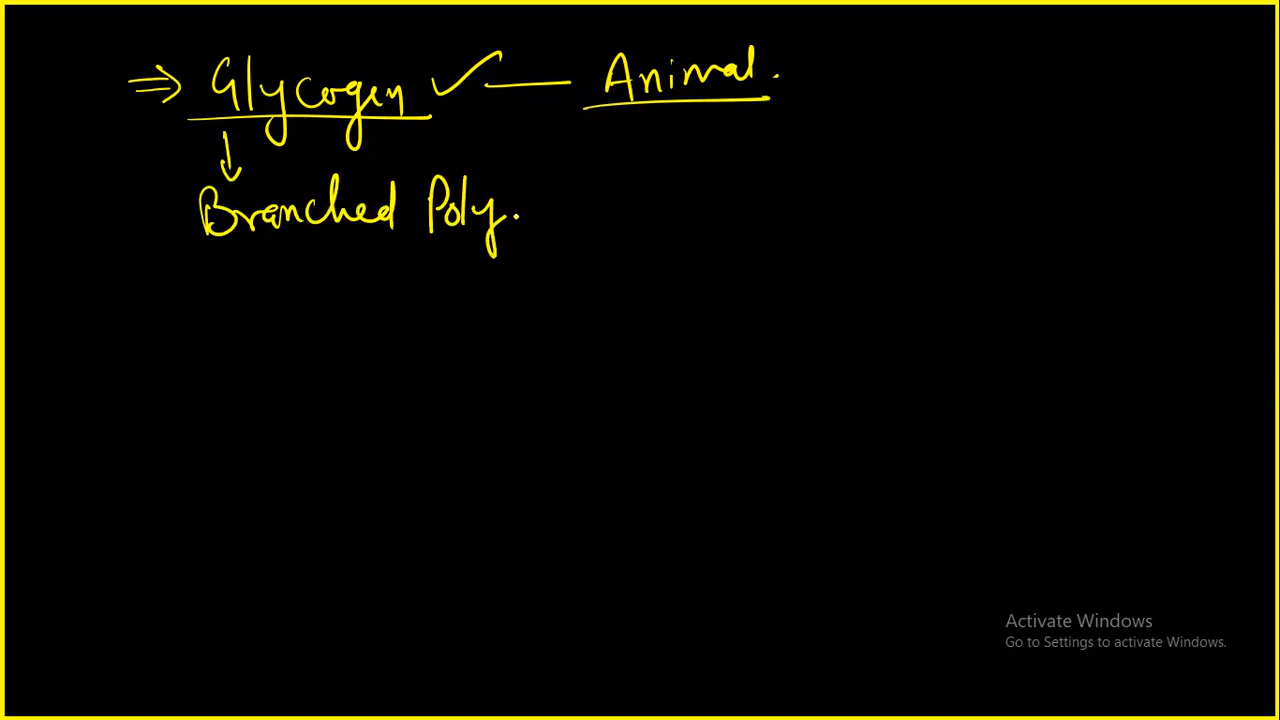 ⇒ Glycogen ✓ — Animal.
↓
Branched Poly.
Activate Windows
Go to Settings to activate Windows.